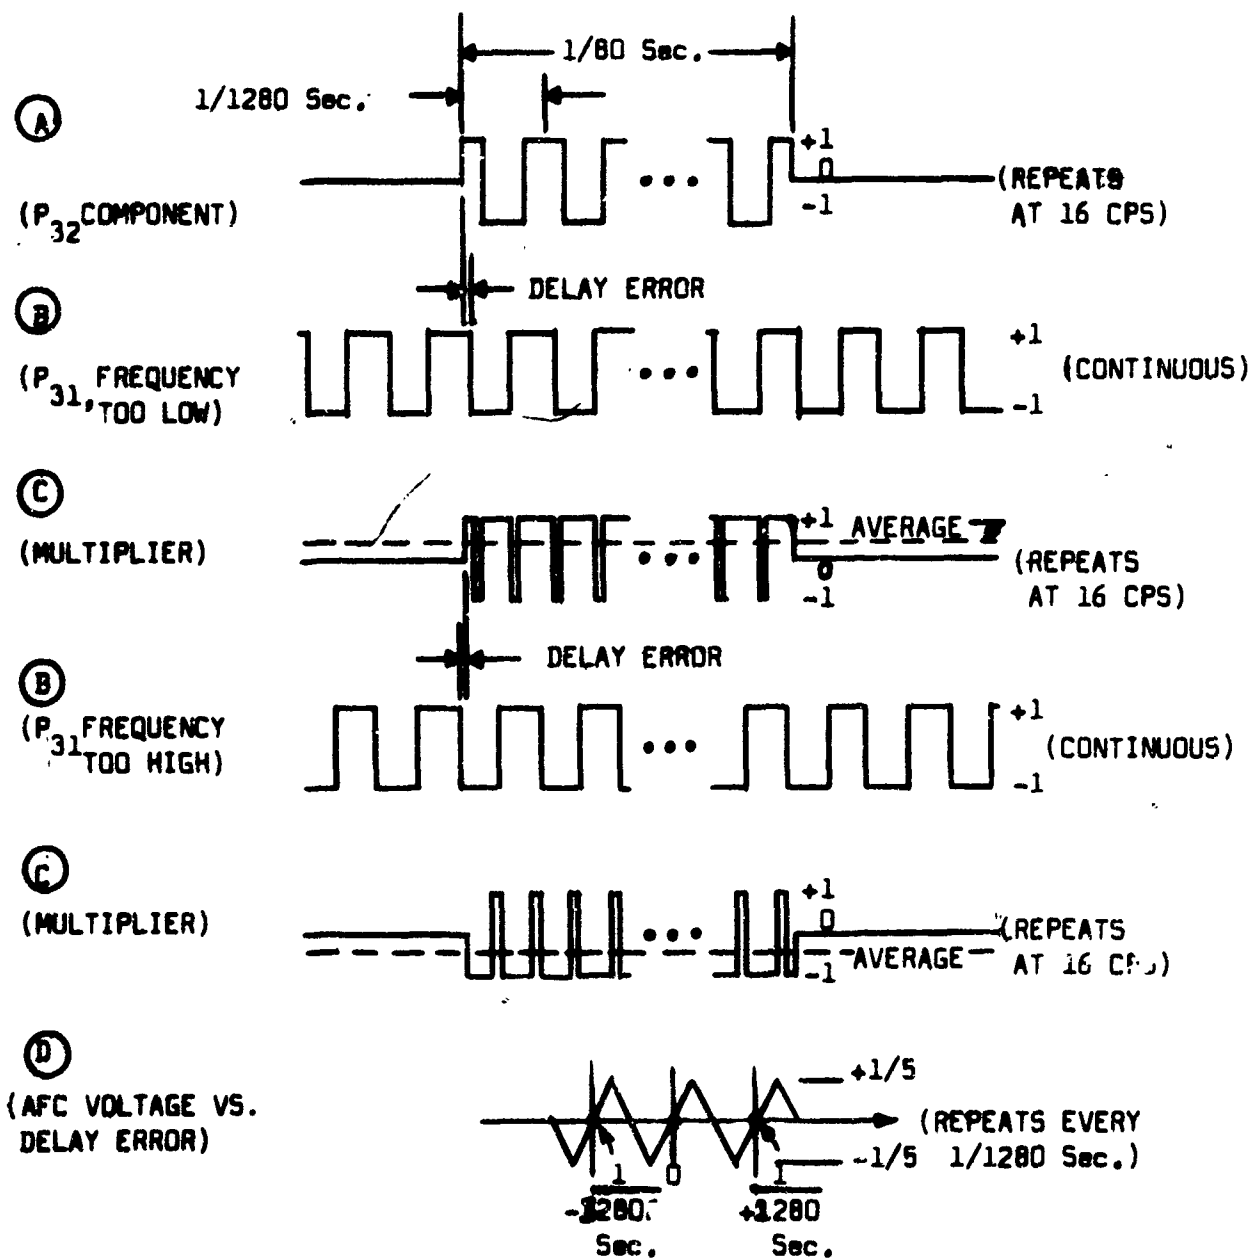 1/80 Sec.
1/1280 Sec.
A
+1
0
-1
(REPEATS
AT 16 CPS)
(P32 COMPONENT)
DELAY ERROR
B
(P31, FREQUENCY
TOO LOW)
+1
-1
(CONTINUOUS)
C
(MULTIPLIER)
+1
AVERAGE
0
-1
(REPEATS
AT 16 CPS)
DELAY ERROR
B
(P31 FREQUENCY
TOO HIGH)
+1
-1
(CONTINUOUS)
C
(MULTIPLIER)
+1
0
-1
AVERAGE
(REPEATS
AT 16 CPS)
D
(AFC VOLTAGE VS.
DELAY ERROR)
+1/5
-1/5
(REPEATS EVERY
1/1280 Sec.)
-1/1280
Sec.
0
+1/1280
Sec.